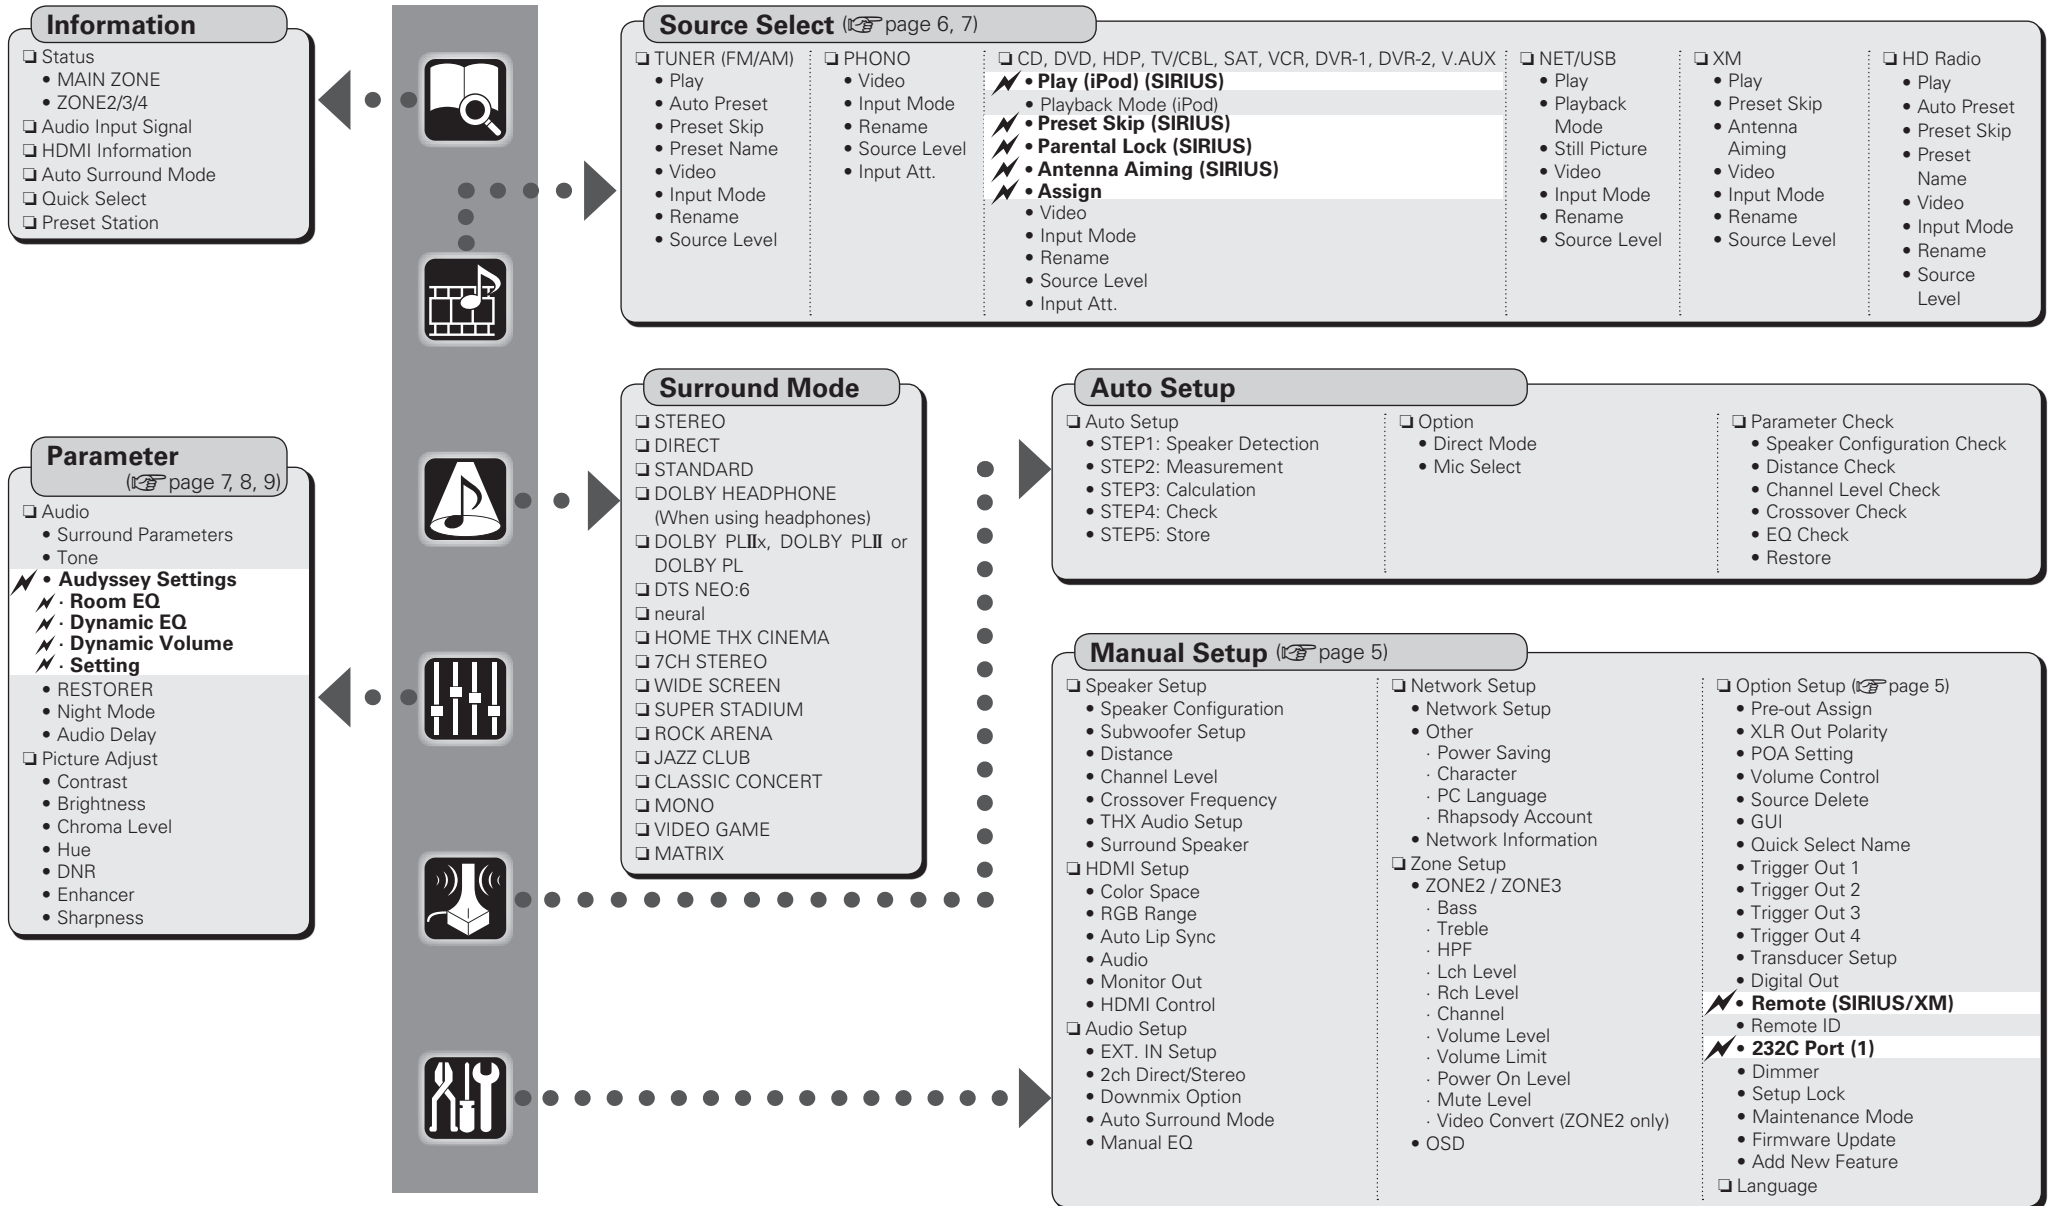 Information
❏ Status
• MAIN ZONE
• ZONE2/3/4
❏ Audio Input Signal
❏ HDMI Information
❏ Auto Surround Mode
❏ Quick Select
❏ Preset Station
Source Select (☞page 6, 7)
❏ TUNER (FM/AM)
• Play
• Auto Preset
• Preset Skip
• Preset Name
• Video
• Input Mode
• Rename
• Source Level
❏ PHONO
• Video
• Input Mode
• Rename
• Source Level
• Input Att.
❏ CD, DVD, HDP, TV/CBL, SAT, VCR, DVR-1, DVR-2, V.AUX
• Play (iPod) (SIRIUS)
• Playback Mode (iPod)
• Preset Skip (SIRIUS)
• Parental Lock (SIRIUS)
• Antenna Aiming (SIRIUS)
• Assign
• Video
• Input Mode
• Rename
• Source Level
• Input Att.
❏ NET/USB
• Play
• Playback
Mode
• Still Picture
• Video
• Input Mode
• Rename
• Source Level
❏ XM
• Play
• Preset Skip
• Antenna
Aiming
• Video
• Input Mode
• Rename
• Source Level
❏ HD Radio
• Play
• Auto Preset
• Preset Skip
• Preset
Name
• Video
• Input Mode
• Rename
• Source
Level
Parameter
(☞page 7, 8, 9)
❏ Audio
• Surround Parameters
• Tone
• Audyssey Settings
· Room EQ
· Dynamic EQ
· Dynamic Volume
· Setting
• RESTORER
• Night Mode
• Audio Delay
❏ Picture Adjust
• Contrast
• Brightness
• Chroma Level
• Hue
• DNR
• Enhancer
• Sharpness
Surround Mode
❏ STEREO
❏ DIRECT
❏ STANDARD
❏ DOLBY HEADPHONE
(When using headphones)
❏ DOLBY PLⅡx, DOLBY PLⅡ or
DOLBY PL
❏ DTS NEO:6
❏ neural
❏ HOME THX CINEMA
❏ 7CH STEREO
❏ WIDE SCREEN
❏ SUPER STADIUM
❏ ROCK ARENA
❏ JAZZ CLUB
❏ CLASSIC CONCERT
❏ MONO
❏ VIDEO GAME
❏ MATRIX
Auto Setup
❏ Auto Setup
• STEP1: Speaker Detection
• STEP2: Measurement
• STEP3: Calculation
• STEP4: Check
• STEP5: Store
❏ Option
• Direct Mode
• Mic Select
❏ Parameter Check
• Speaker Configuration Check
• Distance Check
• Channel Level Check
• Crossover Check
• EQ Check
• Restore
Manual Setup (☞page 5)
❏ Speaker Setup
• Speaker Configuration
• Subwoofer Setup
• Distance
• Channel Level
• Crossover Frequency
• THX Audio Setup
• Surround Speaker
❏ HDMI Setup
• Color Space
• RGB Range
• Auto Lip Sync
• Audio
• Monitor Out
• HDMI Control
❏ Audio Setup
• EXT. IN Setup
• 2ch Direct/Stereo
• Downmix Option
• Auto Surround Mode
• Manual EQ
❏ Network Setup
• Network Setup
• Other
· Power Saving
· Character
· PC Language
· Rhapsody Account
• Network Information
❏ Zone Setup
• ZONE2 / ZONE3
· Bass
· Treble
· HPF
· Lch Level
· Rch Level
· Channel
· Volume Level
· Volume Limit
· Power On Level
· Mute Level
· Video Convert (ZONE2 only)
• OSD
❏ Option Setup (☞page 5)
• Pre-out Assign
• XLR Out Polarity
• POA Setting
• Volume Control
• Source Delete
• GUI
• Quick Select Name
• Trigger Out 1
• Trigger Out 2
• Trigger Out 3
• Trigger Out 4
• Transducer Setup
• Digital Out
• Remote (SIRIUS/XM)
• Remote ID
• 232C Port (1)
• Dimmer
• Setup Lock
• Maintenance Mode
• Firmware Update
• Add New Feature
❏ Language